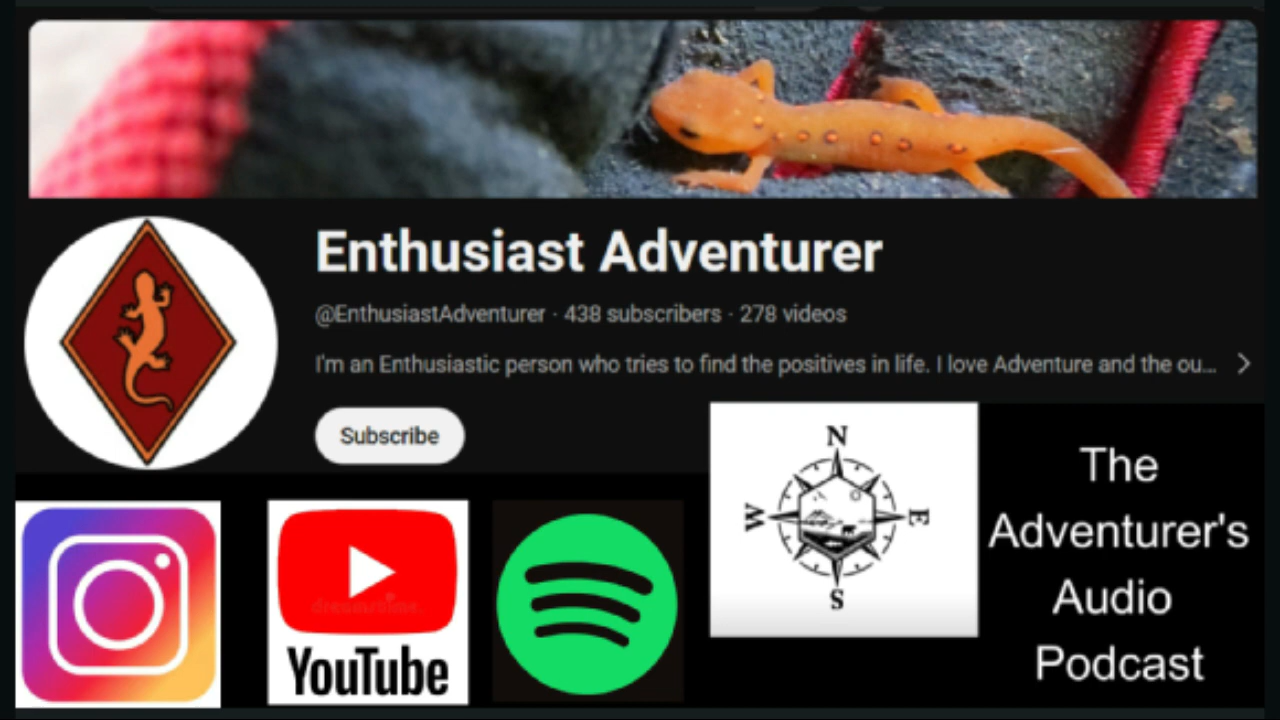 Enthusiast Adventurer
@EnthusiastAdventurer · 438 subscribers · 278 videos
I'm an Enthusiastic person who tries to find the positives in life. I love Adventure and the ou...
Subscribe
N
W
E
S
The
Adventurer's
Audio
Podcast
dreamstime.
YouTube